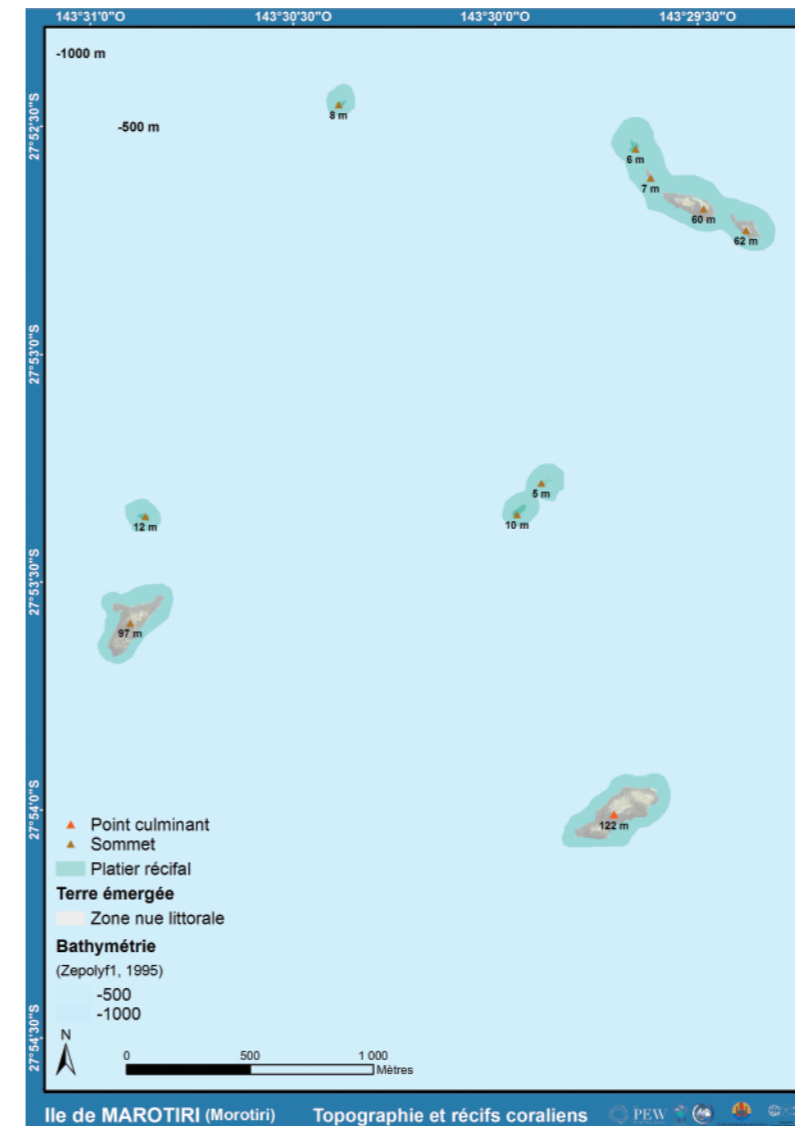 143°31'0"O 143°30'30"O 143°30'0"O 143°29'30"O
-1000 m
-500 m
8 m
27°52'30"S
6 m
7 m
60 m
62 m
27°53'0"S
5 m
10 m
12 m
27°53'30"S
97 m
27°54'0"S
122 m
Point culminant
Sommet
Platier récifal
Terre émergée
Zone nue littorale
Bathymétrie
(Zepolyf1, 1995)
-500
-1000
27°54'30"S
N
0 500 1 000
Mètres
Ile de MAROTIRI (Morotiri) Topographie et récifs coraliens PEW